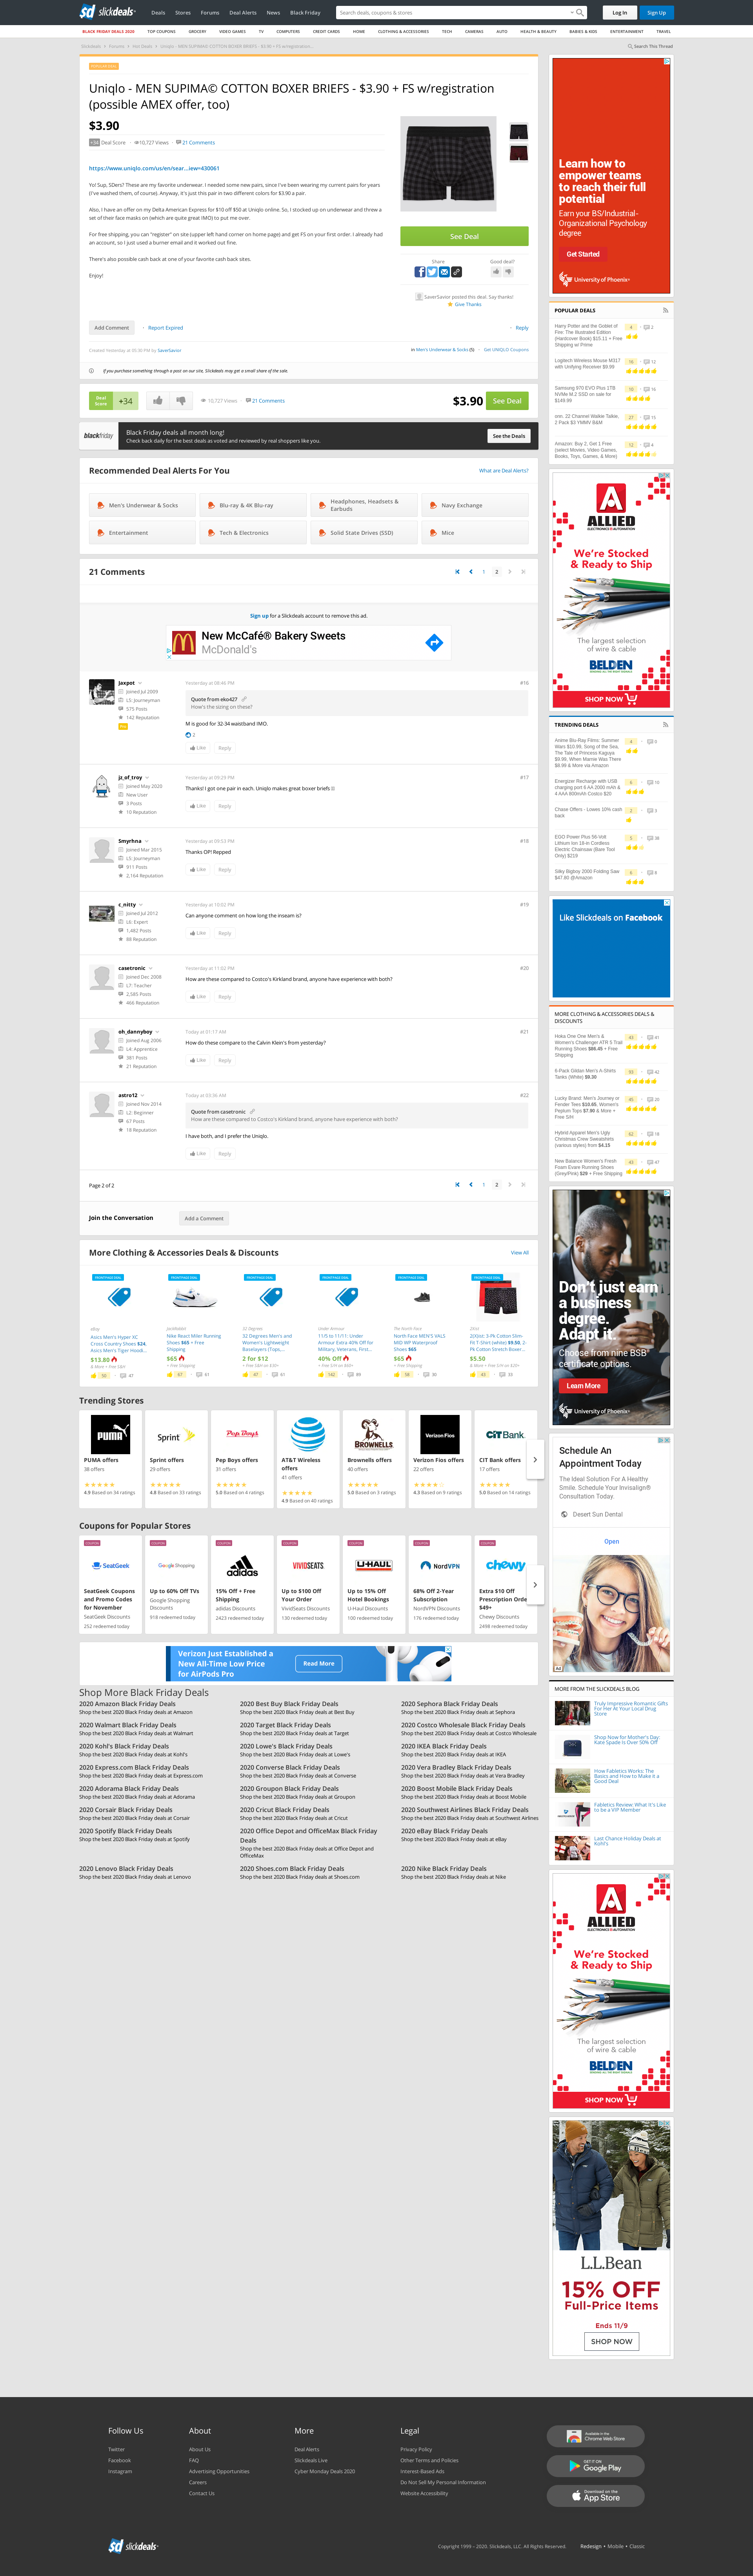 slickdeals
Deals
Stores
Forums
Deal Alerts
News
Black Friday
Search deals, coupons & stores
Log In
Sign Up
BLACK FRIDAY DEALS 2020
TOP COUPONS
GROCERY
VIDEO GAMES
TV
COMPUTERS
CREDIT CARDS
HOME
CLOTHING & ACCESSORIES
TECH
CAMERAS
AUTO
HEALTH & BEAUTY
BABIES & KIDS
ENTERTAINMENT
TRAVEL
Slickdeals > Forums > Hot Deals > Uniqlo - MEN SUPIMA© COTTON BOXER BRIEFS - $3.90 + FS w/registration...
Search This Thread
Uniqlo - MEN SUPIMA© COTTON BOXER BRIEFS - $3.90 + FS w/registration
(possible AMEX offer, too)
$3.90
+34 Deal Score
10,727 Views
21 Comments
https://www.uniqlo.com/us/en/sear...iew=430061
Yo! Sup, SDers? These are my favorite underwear. I needed some new pairs, since I've been wearing my current pairs for years
(I've washed them, of course). Anyway, it's just this pair in two different colors for $3.90 a pair.
Also, I have an offer on my Delta American Express for $10 off $50 at Uniqlo online. So, I stocked up on underwear and threw a
set of their face masks on (which are quite great IMO) to put me over.
For free shipping, you can "register" on site (upper left hand corner on home page) and get FS on your first order. I already had
an account, so I just used a burner email and it worked out fine.
There's also possible cash back at one of your favorite cash back sites.
Enjoy!
See Deal
Share
Good deal?
SaverSavior posted this deal. Say thanks!
Give Thanks
Add Comment
Report Expired
Reply
Created Yesterday at 05:30 PM by SaverSavior
in Men's Underwear & Socks (5)
Get UNIQLO Coupons
If you purchase something through a post on our site, Slickdeals may get a small share of the sale.
Deal
Score
+34
10,727 Views
21 Comments
$3.90
See Deal
blackfriday
Black Friday deals all month long!
Check back daily for the best deals as voted and reviewed by real shoppers like you.
See the Deals
Recommended Deal Alerts For You
What are Deal Alerts?
Men's Underwear & Socks
Blu-ray & 4K Blu-ray
Headphones, Headsets &
Earbuds
Navy Exchange
Entertainment
Tech & Electronics
Solid State Drives (SSD)
Mice
21 Comments
1
2
Sign up for a Slickdeals account to remove this ad.
New McCafé® Bakery Sweets
McDonald's
Jaxpot
Joined Jul 2009
L5: Journeyman
575 Posts
142 Reputation
Pro
Yesterday at 08:46 PM
#16
Quote from eko427
How's the sizing on these?
M is good for 32-34 waistband IMO.
Like
Reply
jz_of_troy
Joined May 2020
New User
3 Posts
10 Reputation
Yesterday at 09:29 PM
#17
Thanks! I got one pair in each. Uniqlo makes great boxer briefs
Like
Reply
Smyrhna
Joined Mar 2015
L5: Journeyman
911 Posts
2,164 Reputation
Yesterday at 09:53 PM
#18
Thanks OP! Repped
Like
Reply
c_nitty
Joined Jul 2012
L6: Expert
1,482 Posts
88 Reputation
Yesterday at 10:02 PM
#19
Can anyone comment on how long the inseam is?
Like
Reply
casetronic
Joined Dec 2008
L7: Teacher
2,585 Posts
466 Reputation
Yesterday at 11:02 PM
#20
How are these compared to Costco's Kirkland brand, anyone have experience with both?
Like
Reply
oh_dannyboy
Joined Aug 2006
L4: Apprentice
381 Posts
21 Reputation
Today at 01:17 AM
#21
How do these compare to the Calvin Klein's from yesterday?
Like
Reply
astro12
Joined Nov 2014
L2: Beginner
67 Posts
18 Reputation
Today at 03:36 AM
#22
Quote from casetronic
How are these compared to Costco's Kirkland brand, anyone have experience with both?
I have both, and I prefer the Uniqlo.
Like
Reply
Page 2 of 2
1
2
Join the Conversation
Add a Comment
More Clothing & Accessories Deals & Discounts
View All
eBay
Asics Men's Hyper XC
Cross Country Shoes $24,
Asics Men's Tiger Hoodi...
$13.80
& More + Free S&H
50
47
JackRabbit
Nike React Miler Running
Shoes $65 + Free
Shipping
$65
+ Free Shipping
67
61
32 Degrees
32 Degrees Men's and
Women's Lightweight
Baselayers (Tops,...
2 for $12
+ Free S&H on $30+
47
61
Under Armour
11/5 to 11/11: Under
Armour Extra 40% Off for
Military, Veterans, First...
40% Off
+ Free S/H on $60+
142
89
The North Face
North Face MEN'S VALS
MID WP Waterproof
Shoes $65
$65
+ Free Shipping
58
30
2(X)ist
2(X)ist: 3-Pk Cotton Slim-
Fit T-Shirt (white) $9.50, 2-
Pk Cotton Stretch Boxer...
$5.50
& More + Free S/H on $20+
43
33
Trending Stores
PUMA offers
38 offers
4.9 Based on 34 ratings
Sprint offers
29 offers
4.8 Based on 33 ratings
Pep Boys offers
31 offers
5.0 Based on 4 ratings
AT&T Wireless
offers
41 offers
4.9 Based on 40 ratings
Brownells offers
40 offers
5.0 Based on 3 ratings
Verizon Fios
Verizon Fios offers
22 offers
4.3 Based on 9 ratings
CIT BANK
CIT Bank offers
17 offers
5.0 Based on 14 ratings
Coupons for Popular Stores
SeatGeek
SeatGeek Coupons
and Promo Codes
for November
SeatGeek Discounts
252 redeemed today
Google Shopping
Up to 60% Off TVs
Google Shopping
Discounts
918 redeemed today
adidas
15% Off + Free
Shipping
adidas Discounts
2423 redeemed today
VIVIDSEATS
Up to $100 Off
Your Order
VividSeats Discounts
130 redeemed today
U-HAUL
Up to 15% Off
Hotel Bookings
U-Haul Discounts
100 redeemed today
NordVPN
68% Off 2-Year
Subscription
NordVPN Discounts
176 redeemed today
chewy
Extra $10 Off
Prescription Orde
$49+
Chewy Discounts
2498 redeemed today
Verizon Just Established a
New All-Time Low Price
for AirPods Pro
Read More
Shop More Black Friday Deals
2020 Amazon Black Friday Deals
Shop the best 2020 Black Friday deals at Amazon
2020 Best Buy Black Friday Deals
Shop the best 2020 Black Friday deals at Best Buy
2020 Sephora Black Friday Deals
Shop the best 2020 Black Friday deals at Sephora
2020 Walmart Black Friday Deals
Shop the best 2020 Black Friday deals at Walmart
2020 Target Black Friday Deals
Shop the best 2020 Black Friday deals at Target
2020 Costco Wholesale Black Friday Deals
Shop the best 2020 Black Friday deals at Costco Wholesale
2020 Kohl's Black Friday Deals
Shop the best 2020 Black Friday deals at Kohl's
2020 Lowe's Black Friday Deals
Shop the best 2020 Black Friday deals at Lowe's
2020 IKEA Black Friday Deals
Shop the best 2020 Black Friday deals at IKEA
2020 Express.com Black Friday Deals
Shop the best 2020 Black Friday deals at Express.com
2020 Converse Black Friday Deals
Shop the best 2020 Black Friday deals at Converse
2020 Vera Bradley Black Friday Deals
Shop the best 2020 Black Friday deals at Vera Bradley
2020 Adorama Black Friday Deals
Shop the best 2020 Black Friday deals at Adorama
2020 Groupon Black Friday Deals
Shop the best 2020 Black Friday deals at Groupon
2020 Boost Mobile Black Friday Deals
Shop the best 2020 Black Friday deals at Boost Mobile
2020 Corsair Black Friday Deals
Shop the best 2020 Black Friday deals at Corsair
2020 Cricut Black Friday Deals
Shop the best 2020 Black Friday deals at Cricut
2020 Southwest Airlines Black Friday Deals
Shop the best 2020 Black Friday deals at Southwest Airlines
2020 Spotify Black Friday Deals
Shop the best 2020 Black Friday deals at Spotify
2020 Office Depot and OfficeMax Black Friday
Deals
Shop the best 2020 Black Friday deals at Office Depot and
OfficeMax
2020 eBay Black Friday Deals
Shop the best 2020 Black Friday deals at eBay
2020 Lenovo Black Friday Deals
Shop the best 2020 Black Friday deals at Lenovo
2020 Shoes.com Black Friday Deals
Shop the best 2020 Black Friday deals at Shoes.com
2020 Nike Black Friday Deals
Shop the best 2020 Black Friday deals at Nike
Learn how to
empower teams
to reach their full
potential
Earn your BS/Industrial-
Organizational Psychology
degree
Get Started
University of Phoenix
POPULAR DEALS
Harry Potter and the Goblet of
Fire: The Illustrated Edition
(Hardcover Book) $15.11 + Free
Shipping w/ Prime
Logitech Wireless Mouse M317
with Unifying Receiver $9.99
Samsung 970 EVO Plus 1TB
NVMe M.2 SSD on sale for
$149.99
onn. 22 Channel Walkie Talkie,
2 Pack $3 YMMV B&M
Amazon: Buy 2, Get 1 Free
(select Movies, Video Games,
Books, Toys, Games, & More)
ALLIED
ELECTRONICS & AUTOMATION
We're Stocked
& Ready to Ship
The largest selection
of wire & cable
BELDEN
SHOP NOW
TRENDING DEALS
Anime Blu-Ray Films: Summer
Wars $10.99, Song of the Sea,
The Tale of Princess Kaguya
$9.99, When Marnie Was There
$9.99 & More via Amazon
Energizer Recharge with USB
charging port 6 AA 2000 mAh &
4 AAA 800mAh Costco $20
Chase Offers - Lowes 10% cash
back
EGO Power Plus 56-Volt
Lithium Ion 16-in Cordless
Electric Chainsaw (Bare Tool
Only) $219
Silky Bigboy 2000 Folding Saw
$47.80 @Amazon
Like Slickdeals on Facebook
MORE CLOTHING & ACCESSORIES DEALS &
DISCOUNTS
Hoka One One Men's &
Women's Challenger ATR 5 Trail
Running Shoes $86.45 + Free
Shipping
6-Pack Gildan Men's A-Shirts
Tanks (White) $9.30
Lucky Brand: Men's Journey or
Fender Tees $10.65, Women's
Peplum Tops $7.90 & More +
Free S/H
Hybrid Apparel Men's Ugly
Christmas Crew Sweatshirts
(various styles) from $4.15
New Balance Women's Fresh
Foam Evare Running Shoes
(Grey/Pink) $29 + Free Shipping
Don't just earn
a business
degree.
Adapt it.
Choose from nine BSB
certificate options.
Learn More
University of Phoenix
Schedule An
Appointment Today
The Ideal Solution For A Healthy
Smile. Schedule Your Invisalign®
Consultation Today.
Desert Sun Dental
Open
Ad
MORE FROM THE SLICKDEALS BLOG
Truly Impressive Romantic Gifts
For Her At Your Local Drug
Store
Shop Now for Mother's Day:
Kate Spade Is Over 50% Off
How Fabletics Works: The
Basics and How to Make it a
Good Deal
Fabletics Review: What It's Like
to be a VIP Member
Last Chance Holiday Deals at
Kohl's
ALLIED
ELECTRONICS & AUTOMATION
We're Stocked
& Ready to Ship
The largest selection
of wire & cable
BELDEN
SHOP NOW
L.L.Bean
15% OFF
Full-Price Items
Ends 11/9
SHOP NOW
Follow Us
Twitter
Facebook
Instagram
About
About Us
FAQ
Advertising Opportunities
Careers
Contact Us
More
Deal Alerts
Slickdeals Live
Cyber Monday Deals 2020
Legal
Privacy Policy
Other Terms and Policies
Interest-Based Ads
Do Not Sell My Personal Information
Website Accessibility
Available in the
Chrome Web Store
GET IT ON
Google Play
Download on the
App Store
slickdeals
Copyright 1999 – 2020. Slickdeals, LLC. All Rights Reserved.
Redesign • Mobile • Classic